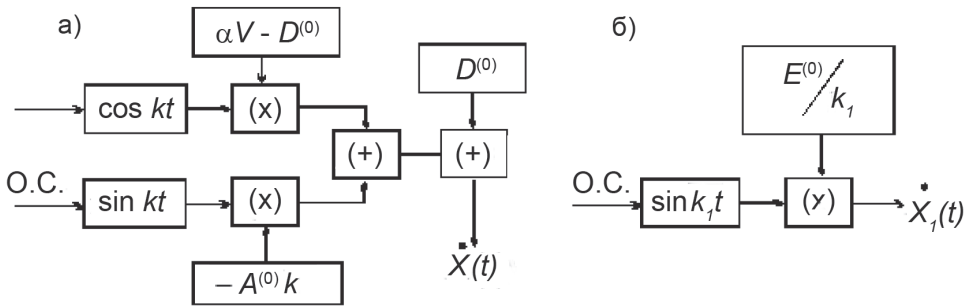 а)
αV - D⁽⁰⁾
б)
D⁽⁰⁾
E⁽⁰⁾/k₁
cos kt
(x)
(+)
(+)
О.С.
sin kt
(x)
О.С.
sin k₁t
(x)
Ẋ₁(t)
Ẋ(t)
– A⁽⁰⁾ k